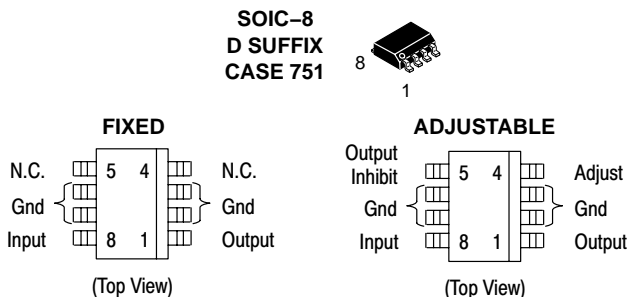 SOIC−8
D SUFFIX
CASE 751
8
1
FIXED
N.C. 5 4 N.C.
Gnd Gnd
Input 8 1 Output
(Top View)
ADJUSTABLE
Output
Inhibit 5 4 Adjust
Gnd Gnd
Input 8 1 Output
(Top View)